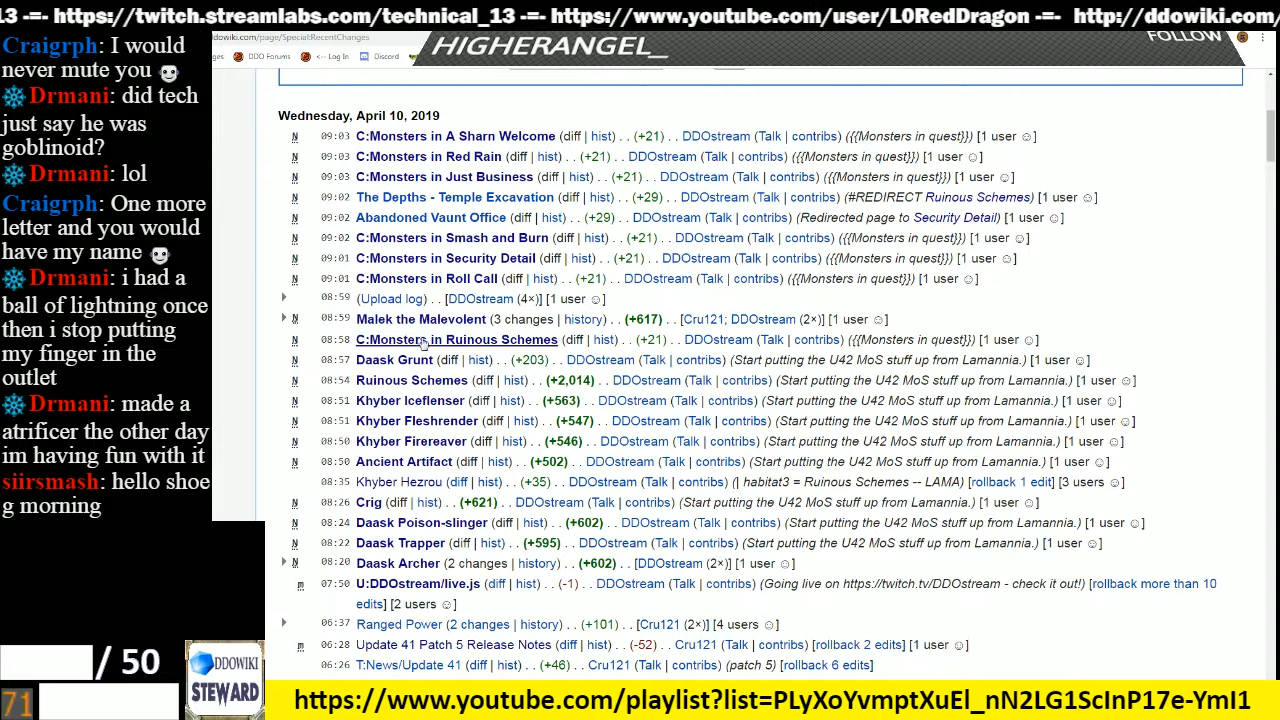 13 -=- https://twitch.streamlabs.com/technical_13 -=- https://www.youtube.com/user/L0RedDragon -=- http://ddowiki.com/
Craigrph: I would
never mute you
Drmani: did tech
just say he was
goblinoid?
Drmani: lol
Craigrph: One more
letter and you would
have my name
Drmani: i had a
ball of lightning once
then i stop putting
my finger in the
outlet
Drmani: made a
atrificer the other day
im having fun with it
siirsmash: hello shoe
g morning
/ 50
71
DDOWIKI
STEWARD
ddowiki.com/page/Special:RecentChanges
HIGHERANGEL_
FOLLOW
ges DDO Forums <-- Log In Discord
Wednesday, April 10, 2019
N 09:03 C:Monsters in A Sharn Welcome (diff | hist) . . (+21) . . DDOstream (Talk | contribs) ({{Monsters in quest}}) [1 user ☺]
N 09:03 C:Monsters in Red Rain (diff | hist) . . (+21) . . DDOstream (Talk | contribs) ({{Monsters in quest}}) [1 user ☺]
N 09:03 C:Monsters in Just Business (diff | hist) . . (+21) . . DDOstream (Talk | contribs) ({{Monsters in quest}}) [1 user ☺]
N 09:02 The Depths - Temple Excavation (diff | hist) . . (+29) . . DDOstream (Talk | contribs) (#REDIRECT Ruinous Schemes) [1 user ☺]
N 09:02 Abandoned Vaunt Office (diff | hist) . . (+29) . . DDOstream (Talk | contribs) (Redirected page to Security Detail) [1 user ☺]
N 09:02 C:Monsters in Smash and Burn (diff | hist) . . (+21) . . DDOstream (Talk | contribs) ({{Monsters in quest}}) [1 user ☺]
N 09:01 C:Monsters in Security Detail (diff | hist) . . (+21) . . DDOstream (Talk | contribs) ({{Monsters in quest}}) [1 user ☺]
N 09:01 C:Monsters in Roll Call (diff | hist) . . (+21) . . DDOstream (Talk | contribs) ({{Monsters in quest}}) [1 user ☺]
08:59 (Upload log) . . [DDOstream (4×)] [1 user ☺]
N 08:59 Malek the Malevolent (3 changes | history) . . (+617) . . [Cru121; DDOstream (2×)] [1 user ☺]
N 08:58 C:Monsters in Ruinous Schemes (diff | hist) . . (+21) . . DDOstream (Talk | contribs) ({{Monsters in quest}}) [1 user ☺]
N 08:57 Daask Grunt (diff | hist) . . (+203) . . DDOstream (Talk | contribs) (Start putting the U42 MoS stuff up from Lamannia.) [1 user ☺]
N 08:54 Ruinous Schemes (diff | hist) . . (+2,014) . . DDOstream (Talk | contribs) (Start putting the U42 MoS stuff up from Lamannia.) [1 user ☺]
N 08:51 Khyber Iceflenser (diff | hist) . . (+563) . . DDOstream (Talk | contribs) (Start putting the U42 MoS stuff up from Lamannia.) [1 user ☺]
N 08:51 Khyber Fleshrender (diff | hist) . . (+547) . . DDOstream (Talk | contribs) (Start putting the U42 MoS stuff up from Lamannia.) [1 user ☺]
N 08:50 Khyber Firereaver (diff | hist) . . (+546) . . DDOstream (Talk | contribs) (Start putting the U42 MoS stuff up from Lamannia.) [1 user ☺]
N 08:50 Ancient Artifact (diff | hist) . . (+502) . . DDOstream (Talk | contribs) (Start putting the U42 MoS stuff up from Lamannia.) [1 user ☺]
08:35 Khyber Hezrou (diff | hist) . . (+35) . . DDOstream (Talk | contribs) (| habitat3 = Ruinous Schemes -- LAMA) [rollback 1 edit] [3 users ☺]
N 08:26 Crig (diff | hist) . . (+621) . . DDOstream (Talk | contribs) (Start putting the U42 MoS stuff up from Lamannia.) [1 user ☺]
N 08:24 Daask Poison-slinger (diff | hist) . . (+602) . . DDOstream (Talk | contribs) (Start putting the U42 MoS stuff up from Lamannia.) [1 user ☺]
N 08:22 Daask Trapper (diff | hist) . . (+595) . . DDOstream (Talk | contribs) (Start putting the U42 MoS stuff up from Lamannia.) [1 user ☺]
N 08:20 Daask Archer (2 changes | history) . . (+602) . . [DDOstream (2×)] [1 user ☺]
m 07:50 U:DDOstream/live.js (diff | hist) . . (-1) . . DDOstream (Talk | contribs) (Going live on https://twitch.tv/DDOstream - check it out!) [rollback more than 10
edits] [2 users ☺]
06:37 Ranged Power (2 changes | history) . . (+101) . . [Cru121 (2×)] [4 users ☺]
m 06:28 Update 41 Patch 5 Release Notes (diff | hist) . . (-52) . . Cru121 (Talk | contribs) [rollback 2 edits] [1 user ☺]
06:26 T:News/Update 41 (diff | hist) . . (+46) . . Cru121 (Talk | contribs) (patch 5) [rollback 6 edits]
https://www.youtube.com/playlist?list=PLyXoYvmptXuEl_nN2LG1ScInP17e-YmI1